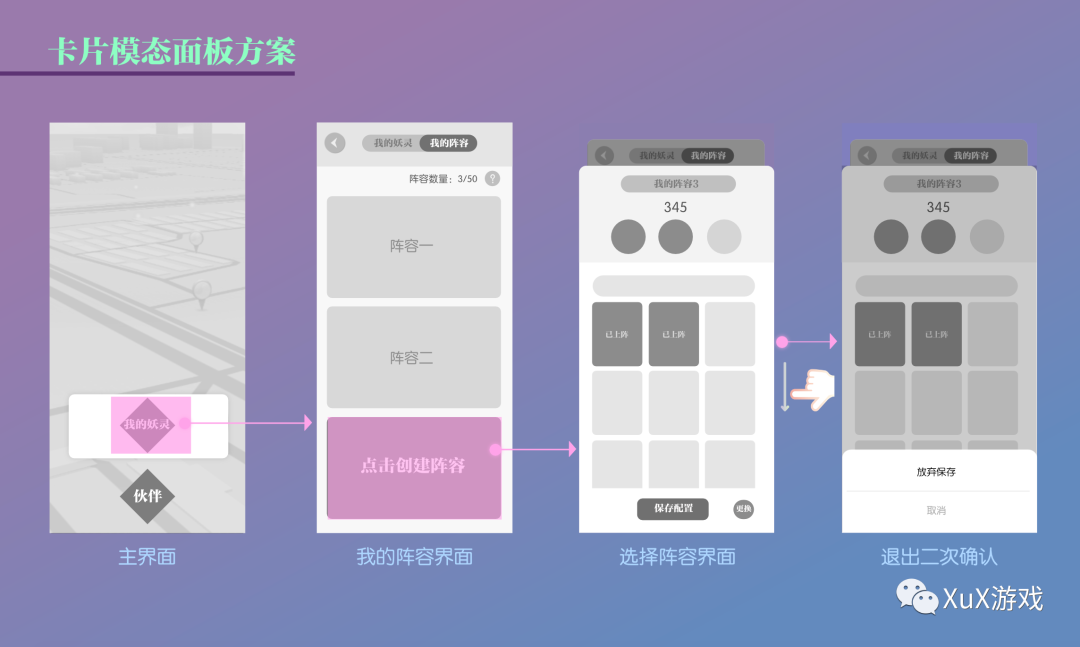 卡片模态面板方案
我的妖灵
伙伴
主界面
我的妖灵 我的阵容
阵容数量：3/50 ?
阵容一
阵容二
点击创建阵容
我的阵容界面
我的妖灵 我的阵容
我的阵容3
345
已上阵 已上阵
保存配置 更换
选择阵容界面
我的妖灵 我的阵容
我的阵容3
345
已上阵 已上阵
放弃保存
取消
退出二次确认
XuX游戏